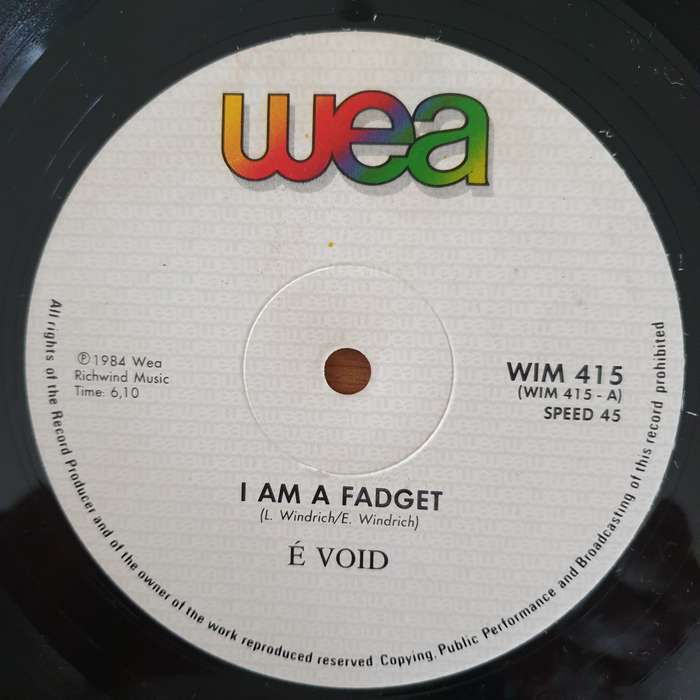 wea
℗ 1984 Wea
Richwind Music
Time: 6,10
WIM 415
(WIM 415 - A)
SPEED 45
I AM A FADGET
(L. Windrich/E. Windrich)
É VOID
All rights of the Record Producer and of the owner of the work reproduced reserved Copying, Public Performance and Broadcasting of this record prohibited